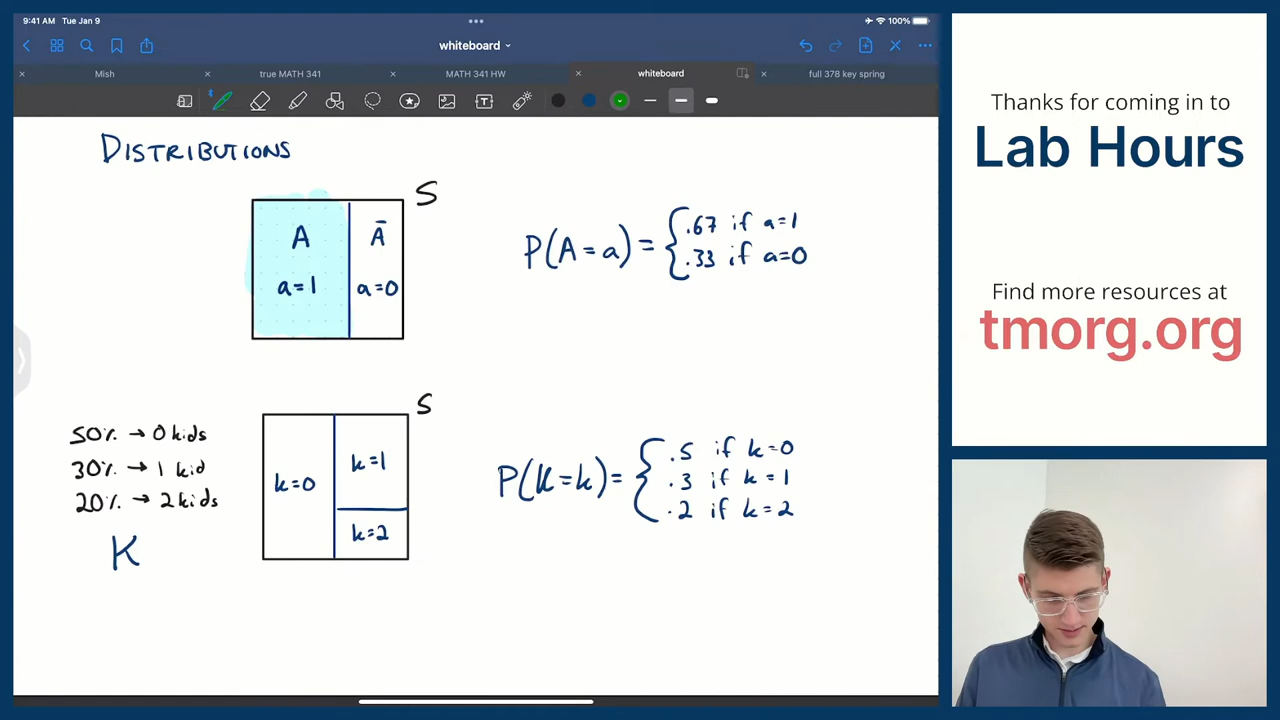 9:41 AM Tue Jan 9
100%
whiteboard
Mish
true MATH 341
MATH 341 HW
whiteboard
full 378 key spring
DISTRIBUTIONS
S
A
Ā
a=1
a=0
P(A=a)= { .67 if a=1
.33 if a=0
S
50% → 0 kids
30% → 1 kid
20% → 2 kids
K
k=0
k=1
k=2
P(K=k)= { .5 if k=0
.3 if k=1
.2 if k=2
Thanks for coming in to
Lab Hours
Find more resources at
tmorg.org